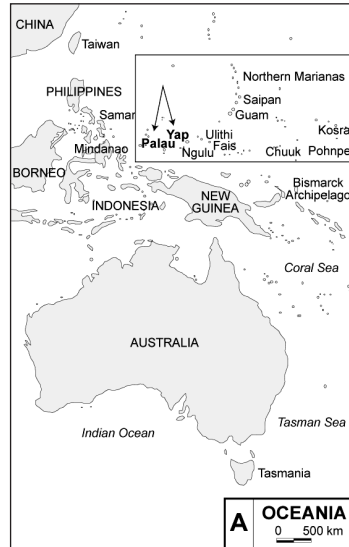 CHINA
Taiwan
PHILIPPINES
Samar
Mindanao
BORNEO
INDONESIA
Northern Marianas
Saipan
Guam
Yap
Palau
Ulithi
Fais
Ngulu
Kosra
Chuuk
Pohnpe
NEW
GUINEA
Bismarck
Archipelago
Coral Sea
AUSTRALIA
Indian Ocean
Tasman Sea
Tasmania
A
OCEANIA
0 500 km